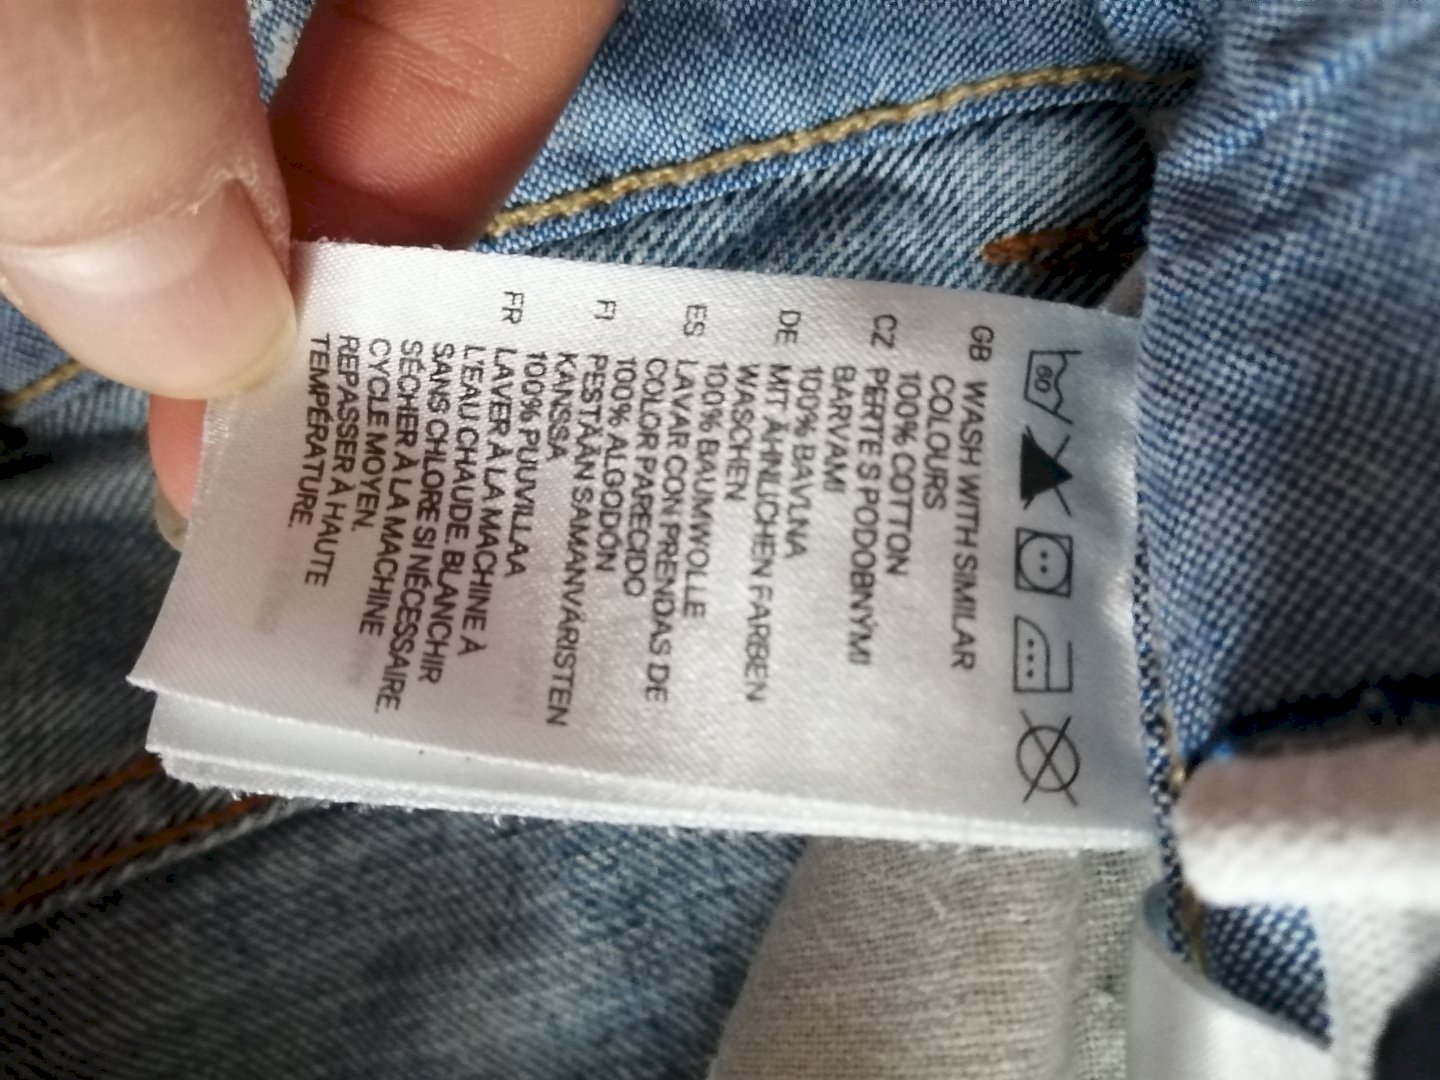 60
GB WASH WITH SIMILAR
COLOURS
100% COTTON
CZ PERTE S PODOBNÝMI
BARVAMI
100% BAVLNA
DE MIT ÄHNLICHEN FARBEN
WASCHEN
100% BAUMWOLLE
ES LAVAR CON PRENDAS DE
COLOR PARECIDO
100% ALGODÓN
FI PESTÄÄN SAMANVÄRISTEN
KANSSA
100% PUUVILLAA
FR LAVER À LA MACHINE À
L'EAU CHAUDE. BLANCHIR
SANS CHLORE SI NÉCESSAIRE.
SÉCHER À LA MACHINE
CYCLE MOYEN.
REPASSER À HAUTE
TEMPÉRATURE.